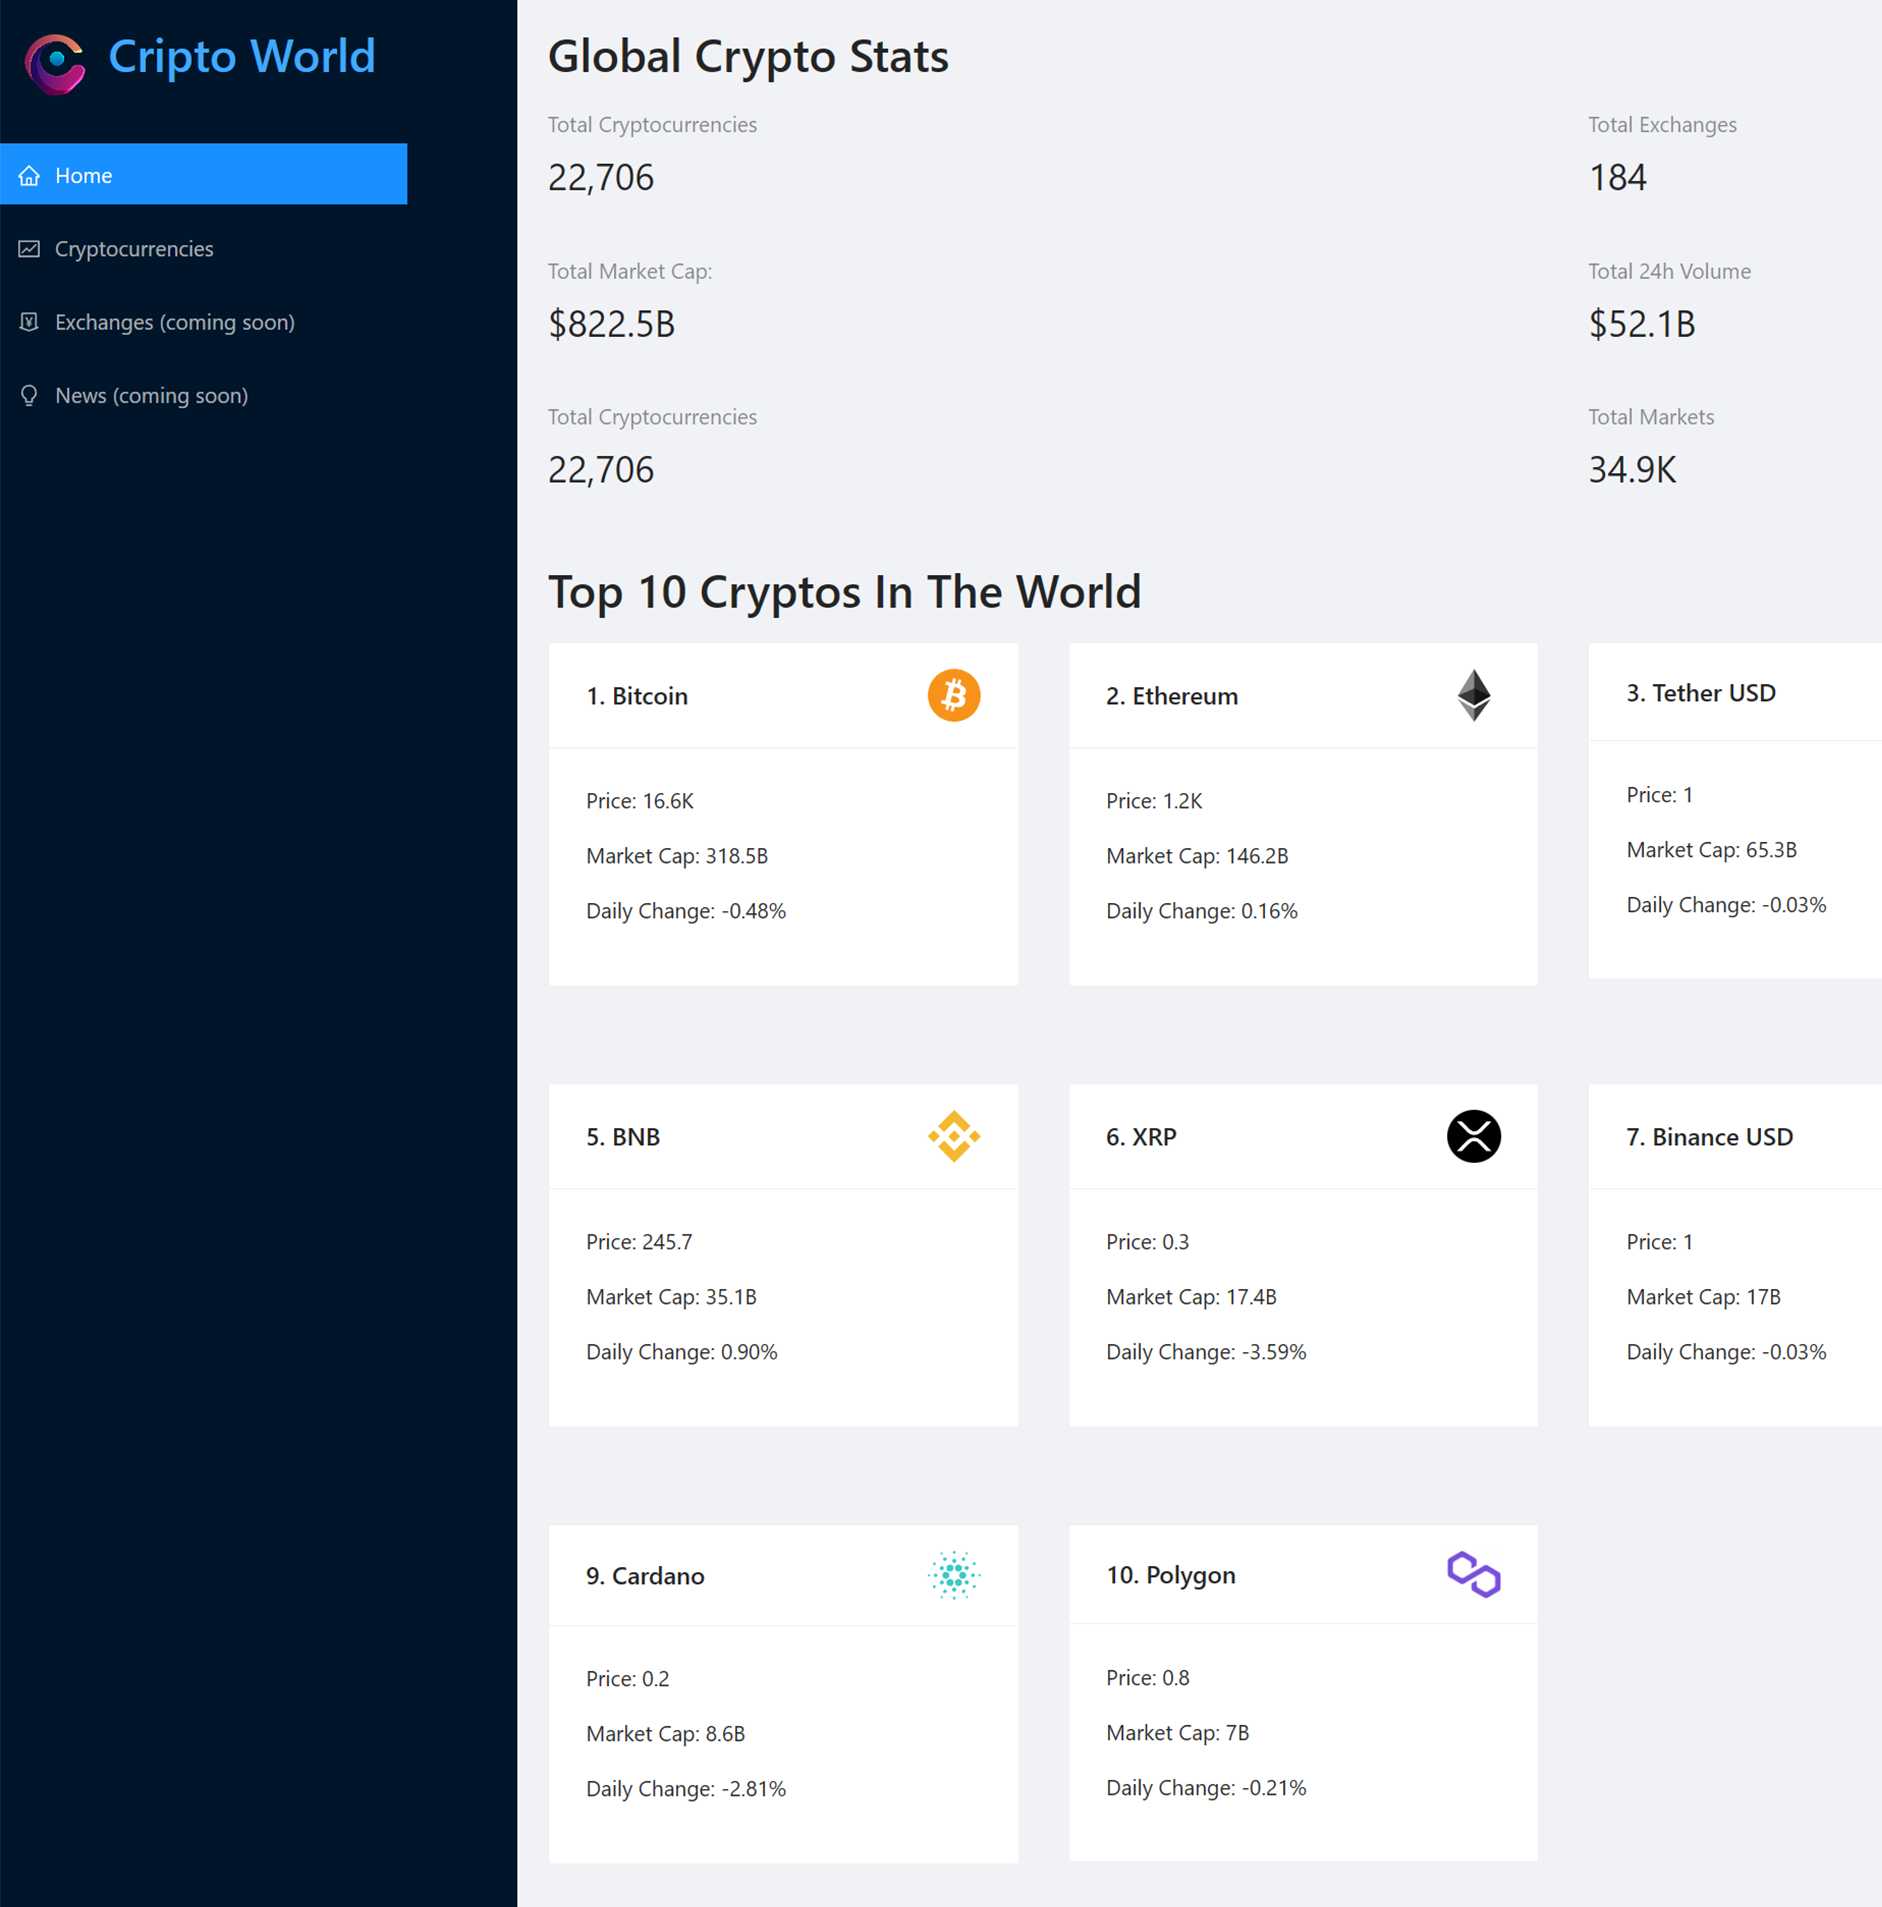 Cripto World
Home
Cryptocurrencies
Exchanges (coming soon)
News (coming soon)
Global Crypto Stats
Total Cryptocurrencies
22,706
Total Exchanges
184
Total Market Cap:
$822.5B
Total 24h Volume
$52.1B
Total Cryptocurrencies
22,706
Total Markets
34.9K
Top 10 Cryptos In The World
1. Bitcoin
Price: 16.6K
Market Cap: 318.5B
Daily Change: -0.48%
2. Ethereum
Price: 1.2K
Market Cap: 146.2B
Daily Change: 0.16%
3. Tether USD
Price: 1
Market Cap: 65.3B
Daily Change: -0.03%
5. BNB
Price: 245.7
Market Cap: 35.1B
Daily Change: 0.90%
6. XRP
Price: 0.3
Market Cap: 17.4B
Daily Change: -3.59%
7. Binance USD
Price: 1
Market Cap: 17B
Daily Change: -0.03%
9. Cardano
Price: 0.2
Market Cap: 8.6B
Daily Change: -2.81%
10. Polygon
Price: 0.8
Market Cap: 7B
Daily Change: -0.21%